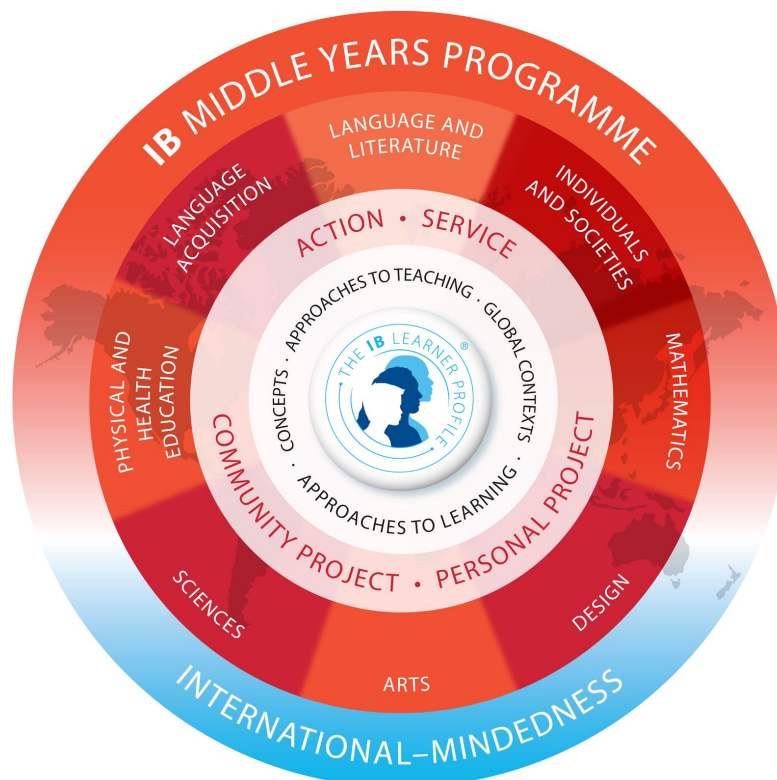 IB MIDDLE YEARS PROGRAMME
LANGUAGE AND
LITERATURE
INDIVIDUALS
AND SOCIETIES
MATHEMATICS
DESIGN
ARTS
SCIENCES
PHYSICAL AND
HEALTH
EDUCATION
LANGUAGE
ACQUISITION
ACTION • SERVICE
PERSONAL PROJECT
COMMUNITY PROJECT •
APPROACHES TO TEACHING ·
GLOBAL CONTEXTS ·
APPROACHES TO LEARNING ·
CONCEPTS ·
• THE IB LEARNER PROFILE •
®
INTERNATIONAL–MINDEDNESS